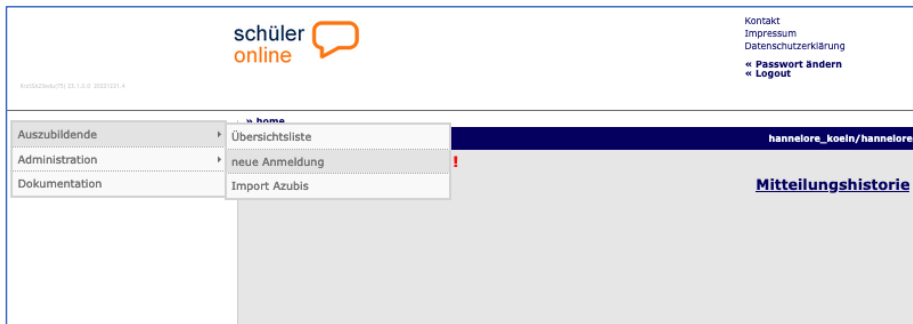 schüler
online
Kontakt
Impressum
Datenschutzerklärung
« Passwort ändern
« Logout
» home
hannelore_koeln/hannelore
Auszubildende
Administration
Dokumentation
Übersichtsliste
neue Anmeldung
Import Azubis
!
Mitteilungshistorie